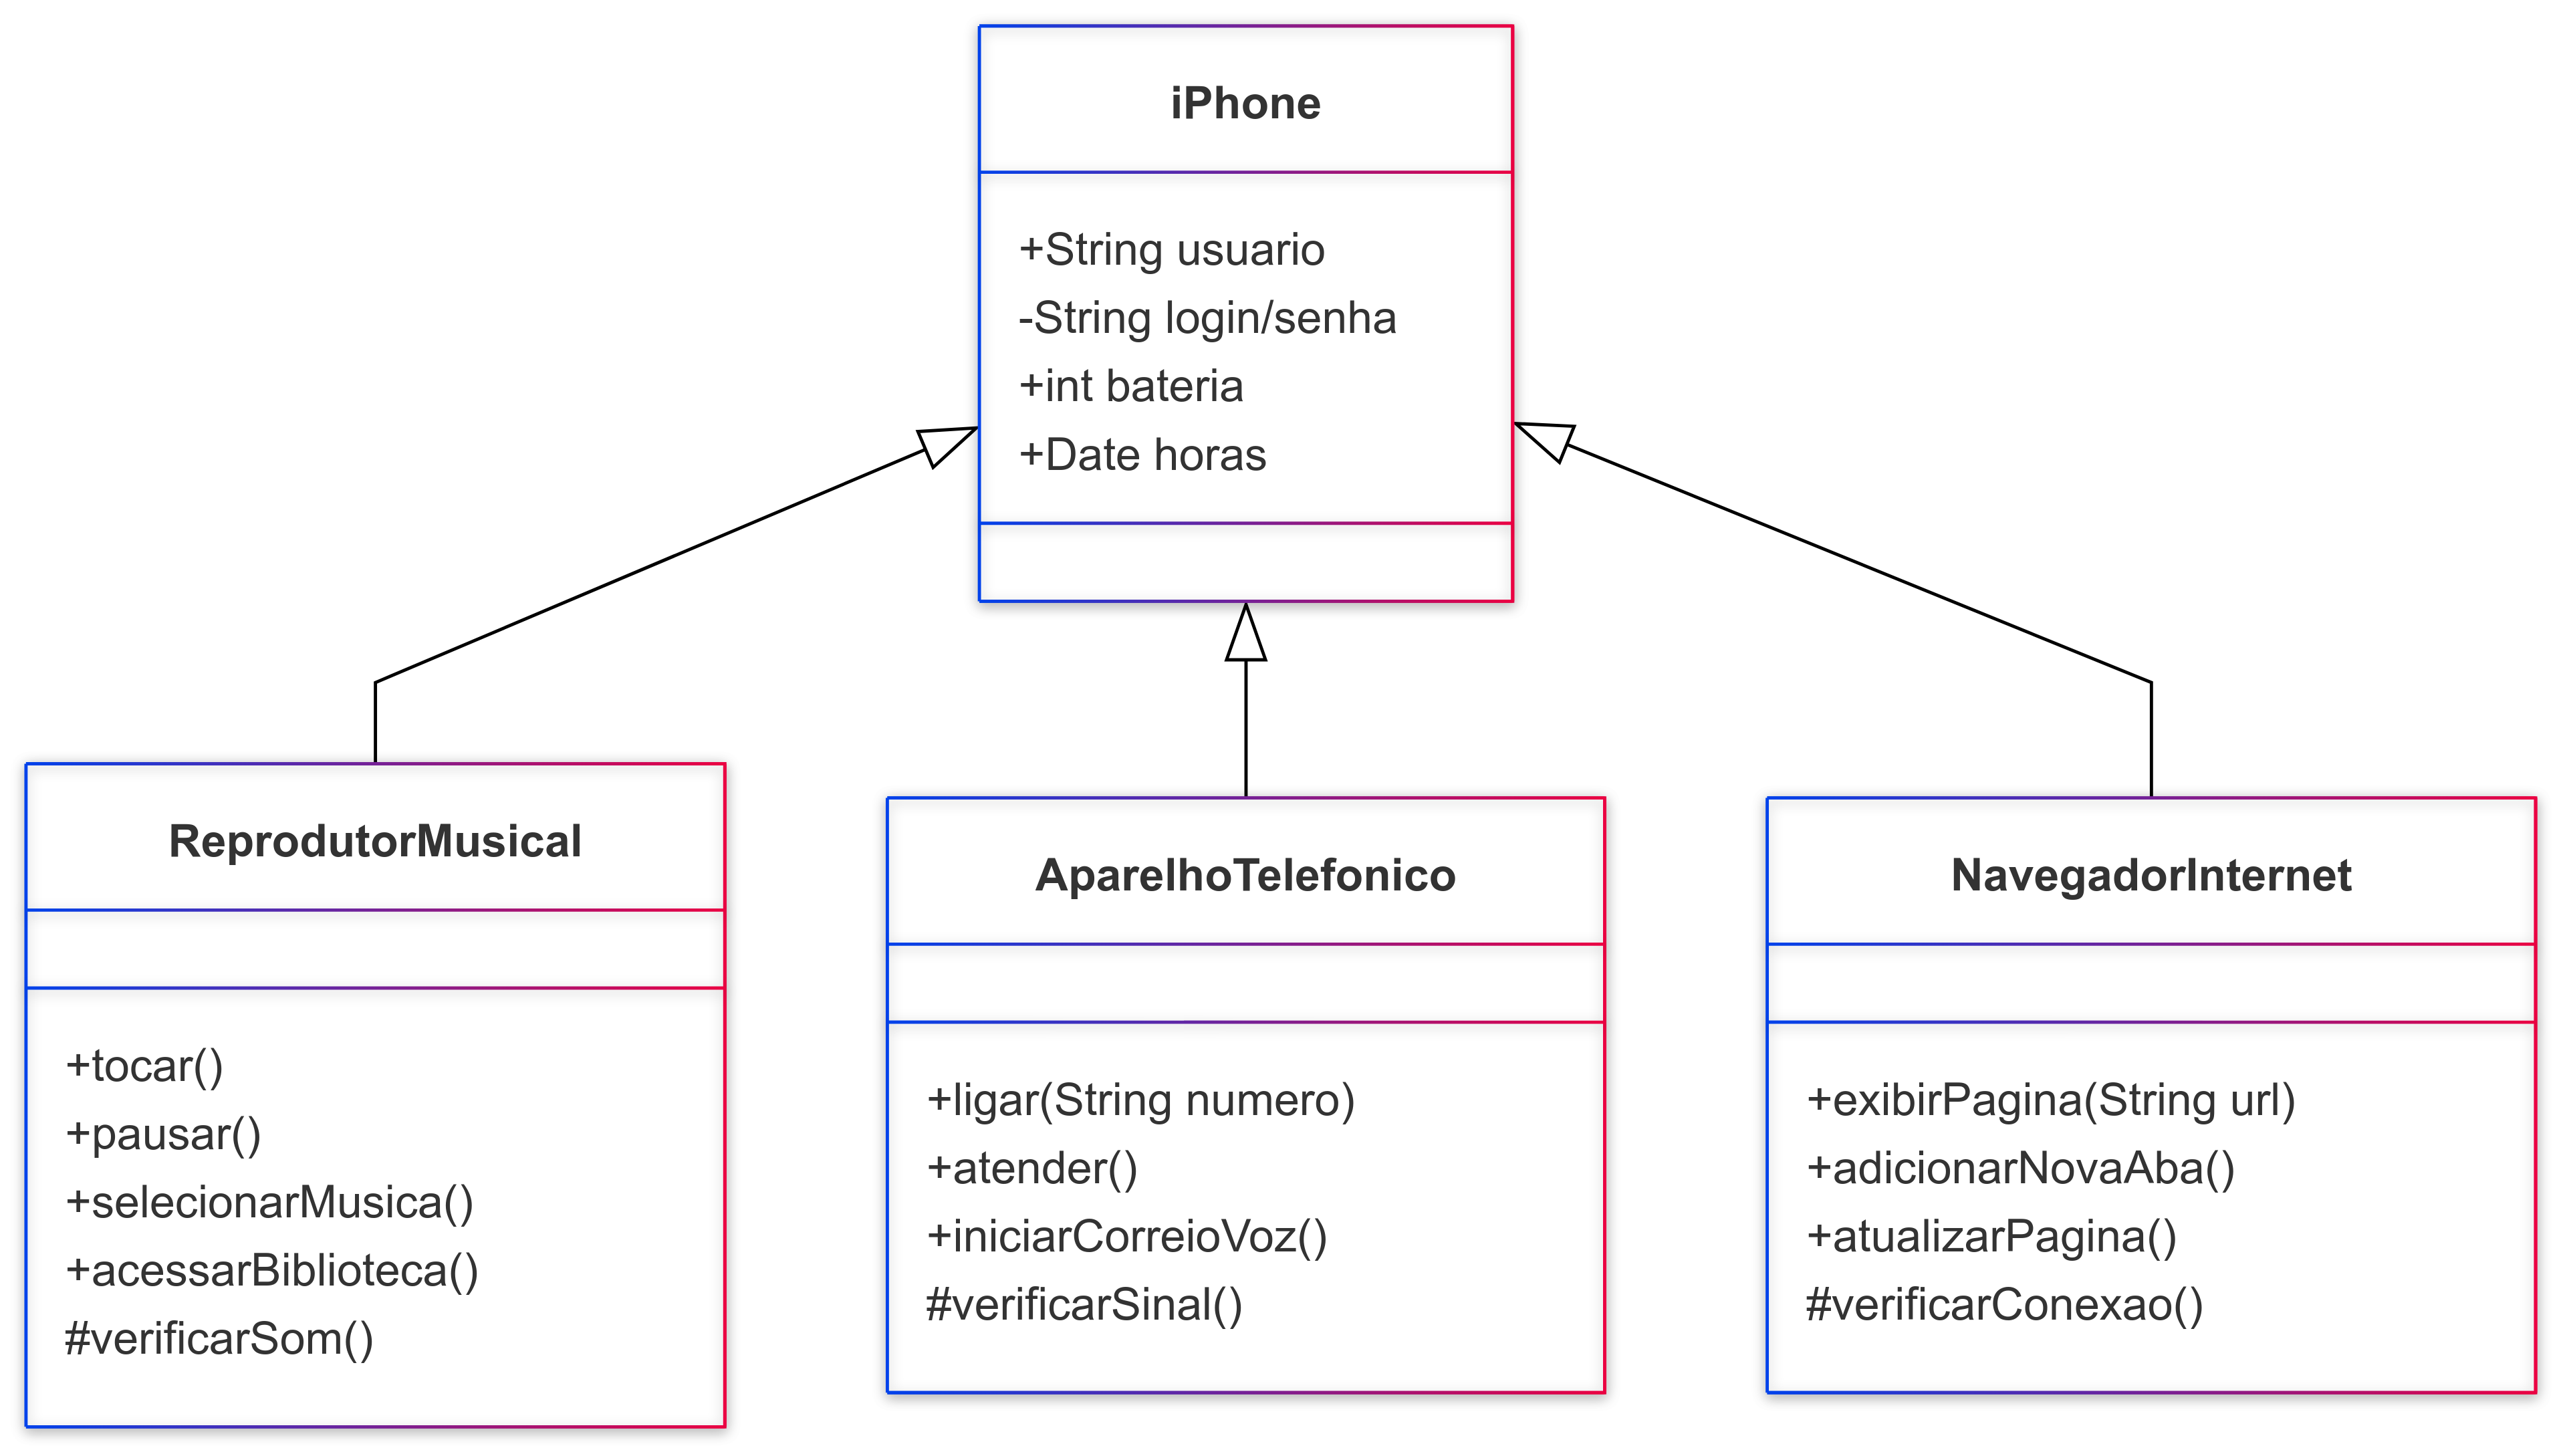 iPhone
+String usuario
-String login/senha
+int bateria
+Date horas
ReprodutorMusical
+tocar()
+pausar()
+selecionarMusica()
+acessarBiblioteca()
#verificarSom()
AparelhoTelefonico
+ligar(String numero)
+atender()
+iniciarCorreioVoz()
#verificarSinal()
NavegadorInternet
+exibirPagina(String url)
+adicionarNovaAba()
+atualizarPagina()
#verificarConexao()